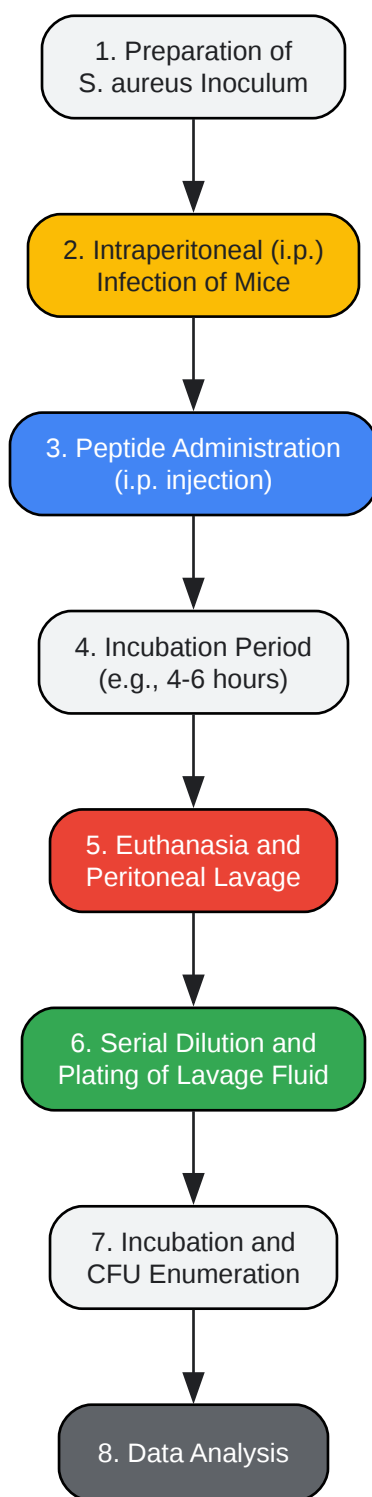 1. Preparation of
S. aureus Inoculum
2. Intraperitoneal (i.p.)
Infection of Mice
3. Peptide Administration
(i.p. injection)
4. Incubation Period
(e.g., 4-6 hours)
5. Euthanasia and
Peritoneal Lavage
6. Serial Dilution and
Plating of Lavage Fluid
7. Incubation and
CFU Enumeration
8. Data Analysis